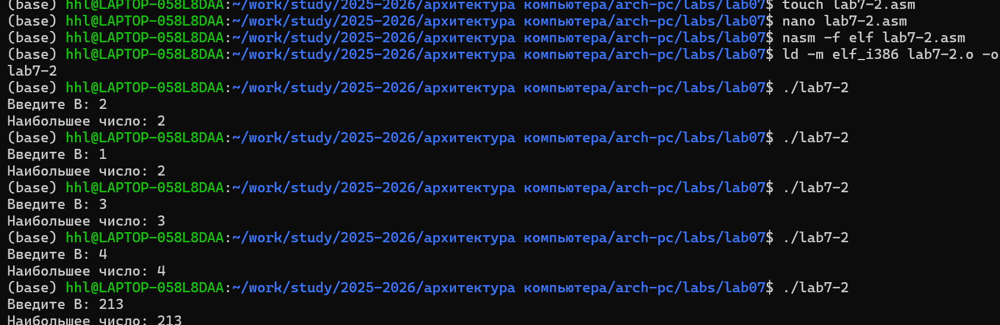 (base) hhl@LAPTOP-058L8DAA:~/work/study/2025-2026/архитектура компьютера/arch-pc/labs/lab07$ touch lab7-2.asm
(base) hhl@LAPTOP-058L8DAA:~/work/study/2025-2026/архитектура компьютера/arch-pc/labs/lab07$ nano lab7-2.asm
(base) hhl@LAPTOP-058L8DAA:~/work/study/2025-2026/архитектура компьютера/arch-pc/labs/lab07$ nasm -f elf lab7-2.asm
(base) hhl@LAPTOP-058L8DAA:~/work/study/2025-2026/архитектура компьютера/arch-pc/labs/lab07$ ld -m elf_i386 lab7-2.o -o
lab7-2
(base) hhl@LAPTOP-058L8DAA:~/work/study/2025-2026/архитектура компьютера/arch-pc/labs/lab07$ ./lab7-2
Введите B: 2
Наибольшее число: 2
(base) hhl@LAPTOP-058L8DAA:~/work/study/2025-2026/архитектура компьютера/arch-pc/labs/lab07$ ./lab7-2
Введите B: 1
Наибольшее число: 2
(base) hhl@LAPTOP-058L8DAA:~/work/study/2025-2026/архитектура компьютера/arch-pc/labs/lab07$ ./lab7-2
Введите B: 3
Наибольшее число: 3
(base) hhl@LAPTOP-058L8DAA:~/work/study/2025-2026/архитектура компьютера/arch-pc/labs/lab07$ ./lab7-2
Введите B: 4
Наибольшее число: 4
(base) hhl@LAPTOP-058L8DAA:~/work/study/2025-2026/архитектура компьютера/arch-pc/labs/lab07$ ./lab7-2
Введите B: 213
Наибольшее число: 213